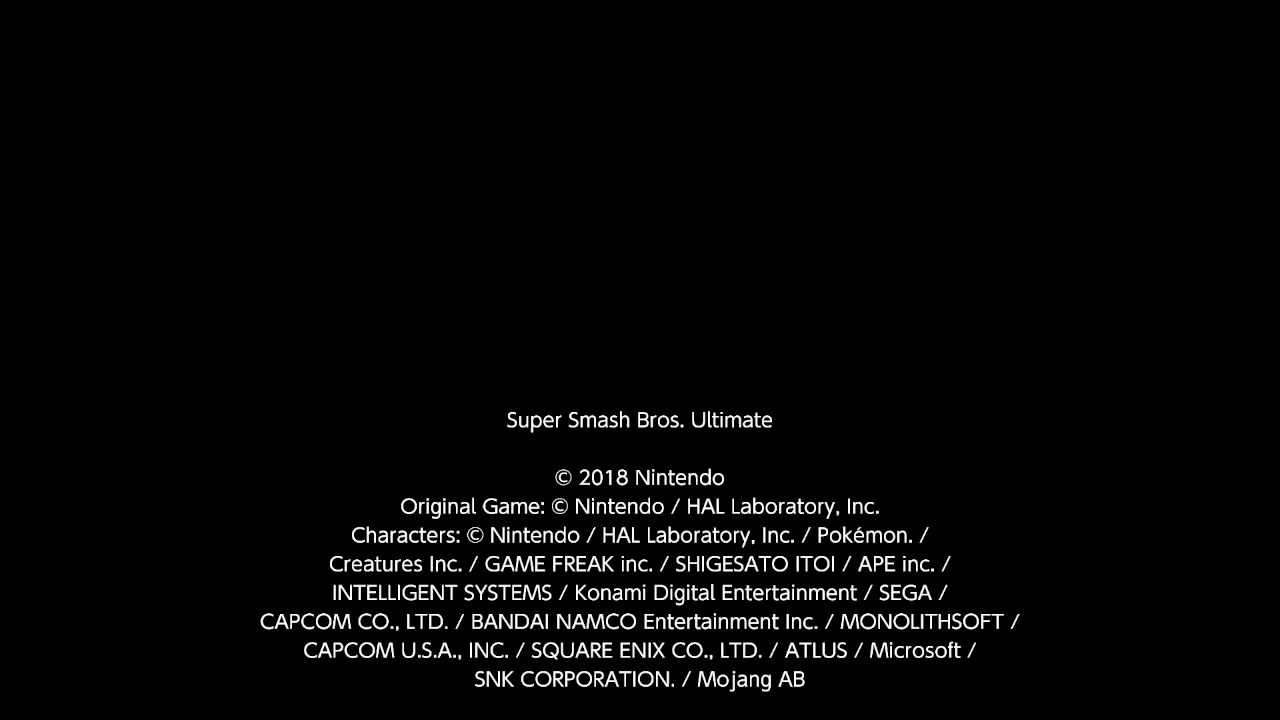 Super Smash Bros. Ultimate
© 2018 Nintendo
Original Game: © Nintendo / HAL Laboratory, Inc.
Characters: © Nintendo / HAL Laboratory, Inc. / Pokémon. /
Creatures Inc. / GAME FREAK inc. / SHIGESATO ITOI / APE inc. /
INTELLIGENT SYSTEMS / Konami Digital Entertainment / SEGA /
CAPCOM CO., LTD. / BANDAI NAMCO Entertainment Inc. / MONOLITHSOFT /
CAPCOM U.S.A., INC. / SQUARE ENIX CO., LTD. / ATLUS / Microsoft /
SNK CORPORATION. / Mojang AB